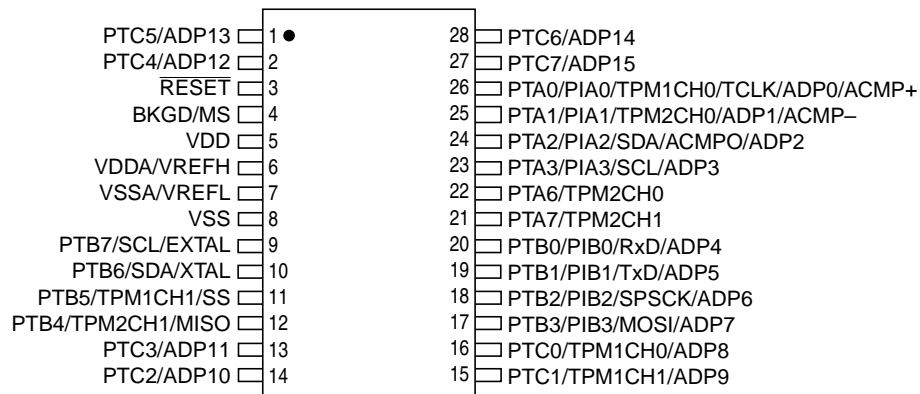 PTC5/ADP13 1 28 PTC6/ADP14
PTC4/ADP12 2 27 PTC7/ADP15
RESET 3 26 PTA0/PIA0/TPM1CH0/TCLK/ADP0/ACMP+
BKGD/MS 4 25 PTA1/PIA1/TPM2CH0/ADP1/ACMP–
VDD 5 24 PTA2/PIA2/SDA/ACMPO/ADP2
VDDA/VREFH 6 23 PTA3/PIA3/SCL/ADP3
VSSA/VREFL 7 22 PTA6/TPM2CH0
VSS 8 21 PTA7/TPM2CH1
PTB7/SCL/EXTAL 9 20 PTB0/PIB0/RxD/ADP4
PTB6/SDA/XTAL 10 19 PTB1/PIB1/TxD/ADP5
PTB5/TPM1CH1/SS 11 18 PTB2/PIB2/SPSCK/ADP6
PTB4/TPM2CH1/MISO 12 17 PTB3/PIB3/MOSI/ADP7
PTC3/ADP11 13 16 PTC0/TPM1CH0/ADP8
PTC2/ADP10 14 15 PTC1/TPM1CH1/ADP9